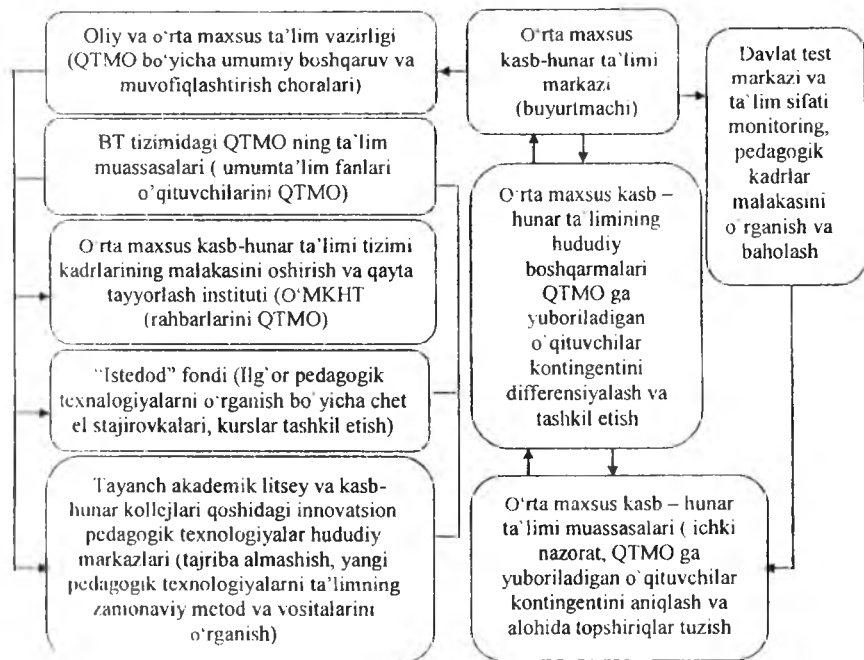 Oliy va o‘rta maxsus ta’lim vazirligi
(QTMO bo‘yicha umumiy boshqaruv va
muvofiqlashtirish choralari)
BT tizimidagi QTMO ning ta’lim
muassasalari ( umumta’lim fanlari
o’qituvchilarini QTMO)
O‘rta maxsus kasb-hunar ta’limi tizimi
kadrlarining malakasini oshirish va qayta
tayyorlash instituti (O‘MKHT
(rahbarlarini QTMO)
“Istedod” fondi (Ilg`or pedagogik
texnalogiyalarni o‘rganish bo`yicha chet
el stajirovkalari, kurslar tashkil etish)
Tayanch akademik litsey va kasb-
hunar kollejlari qoshidagi innovatsion
pedagogik texnologiyalar hududiy
markazlari (tajriba almashish, yangi
pedagogik texnologiyalarni ta’limning
zamonaviy metod va vositalarini
o‘rganish)
O‘rta maxsus
kasb-hunar ta`limi
markazi
(buyurtmachi)
O‘rta maxsus kasb –
hunar ta`limining
hududiy
boshqarmalari
QTMO ga
yuboriladigan
o`qituvchilar
kontingentini
differensiyalash va
tashkil etish
O‘rta maxsus kasb – hunar
ta`limi muassasalari ( ichki
nazorat, QTMO ga
yuboriladigan o`qituvchilar
kontingentini aniqlash va
alohida topshiriqlar tuzish
Davlat test
markazi va
ta`lim sifati
monitoring,
pedagogik
kadrlar
malakasini
o`rganish va
baholash